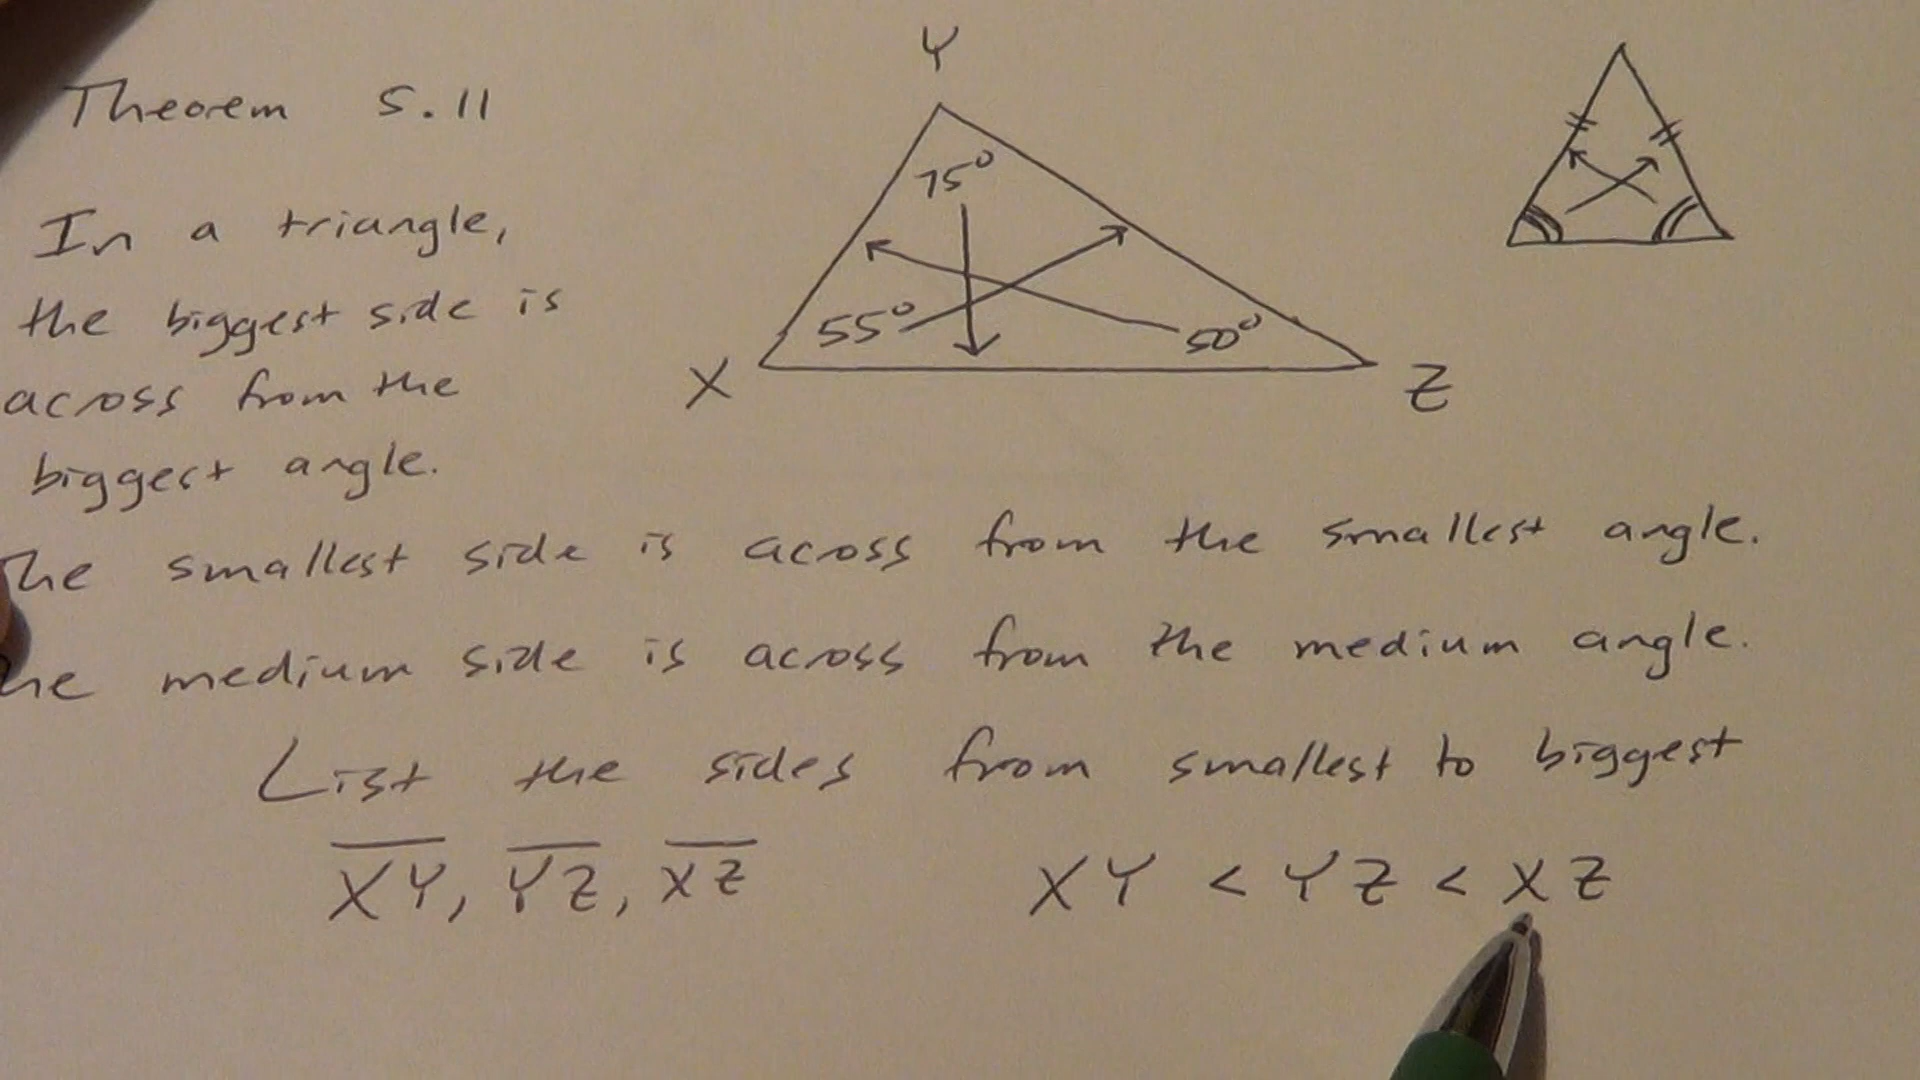 Theorem 5.11
In a triangle,
the biggest side is
across from the
biggest angle.
Y
75°
55°
50°
X
Z
The smallest side is across from the smallest angle.
he medium side is across from the medium angle.
List the sides from smallest to biggest
XY, YZ, XZ
XY < YZ < XZ